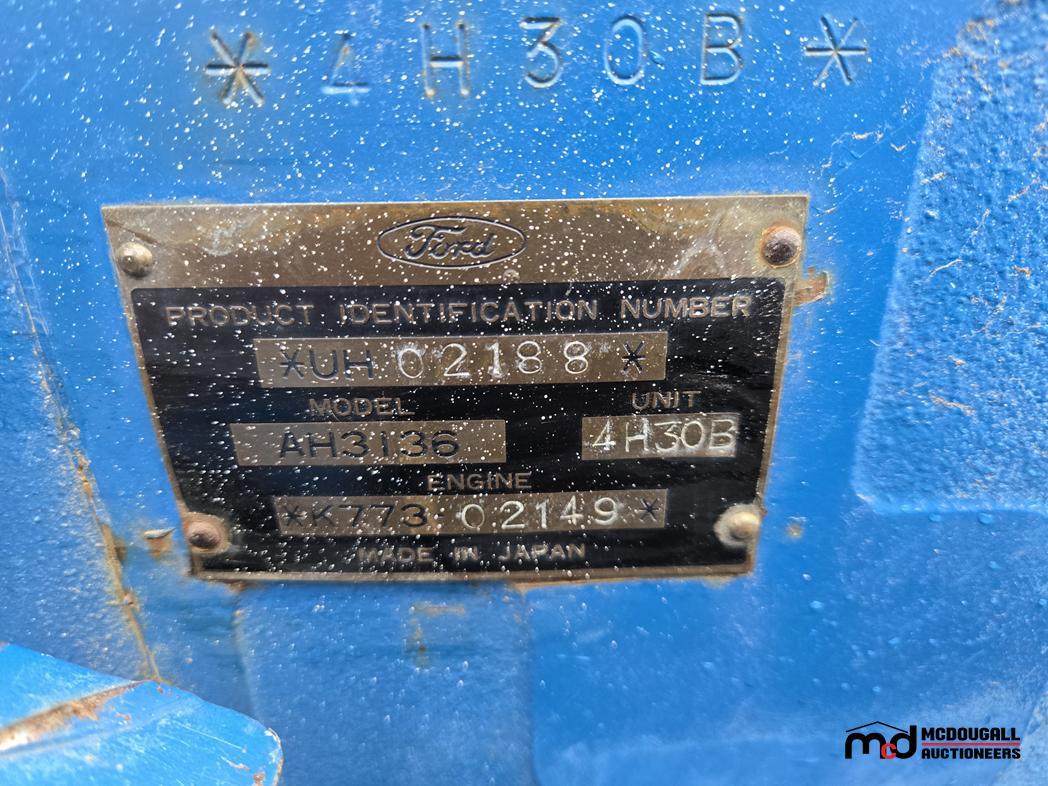 *4H30B*
Ford
PRODUCT IDENTIFICATION NUMBER
*UH 02188 *
MODEL UNIT
AH3136 4H30B
ENGINE
*K773 02149 *
MADE IN JAPAN
mcd MCDOUGALL
AUCTIONEERS